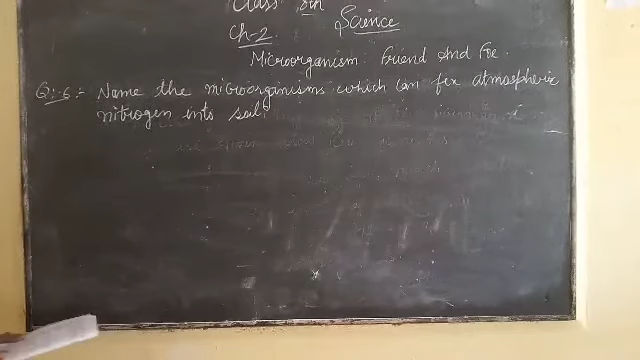 Class 8th Science
Ch-2
Microorganism: Friend And Foe.
Q:-6:- Name the microorganisms which can fix atmospheric
nitrogen into soil.